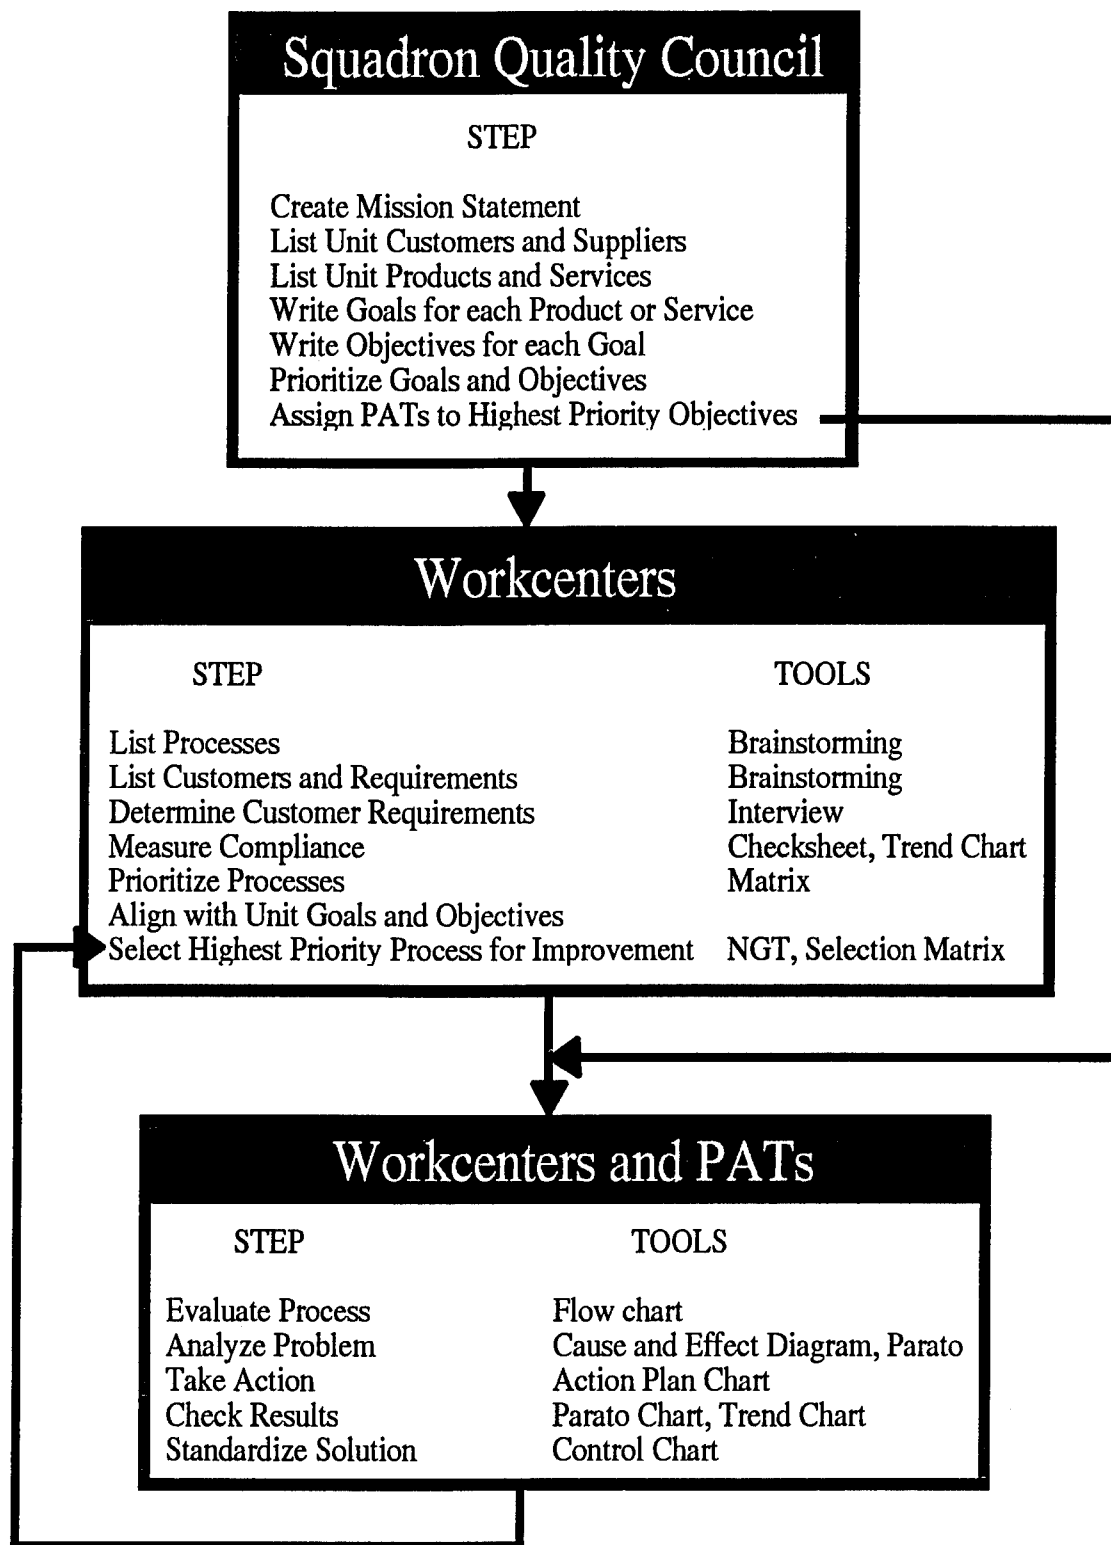 Squadron Quality Council
STEP
Create Mission Statement
List Unit Customers and Suppliers
List Unit Products and Services
Write Goals for each Product or Service
Write Objectives for each Goal
Prioritize Goals and Objectives
Assign PATs to Highest Priority Objectives
Workcenters
STEP TOOLS
List Processes Brainstorming
List Customers and Requirements Brainstorming
Determine Customer Requirements Interview
Measure Compliance Checksheet, Trend Chart
Prioritize Processes Matrix
Align with Unit Goals and Objectives
Select Highest Priority Process for Improvement NGT, Selection Matrix
Workcenters and PATs
STEP TOOLS
Evaluate Process Flow chart
Analyze Problem Cause and Effect Diagram, Parato
Take Action Action Plan Chart
Check Results Parato Chart, Trend Chart
Standardize Solution Control Chart